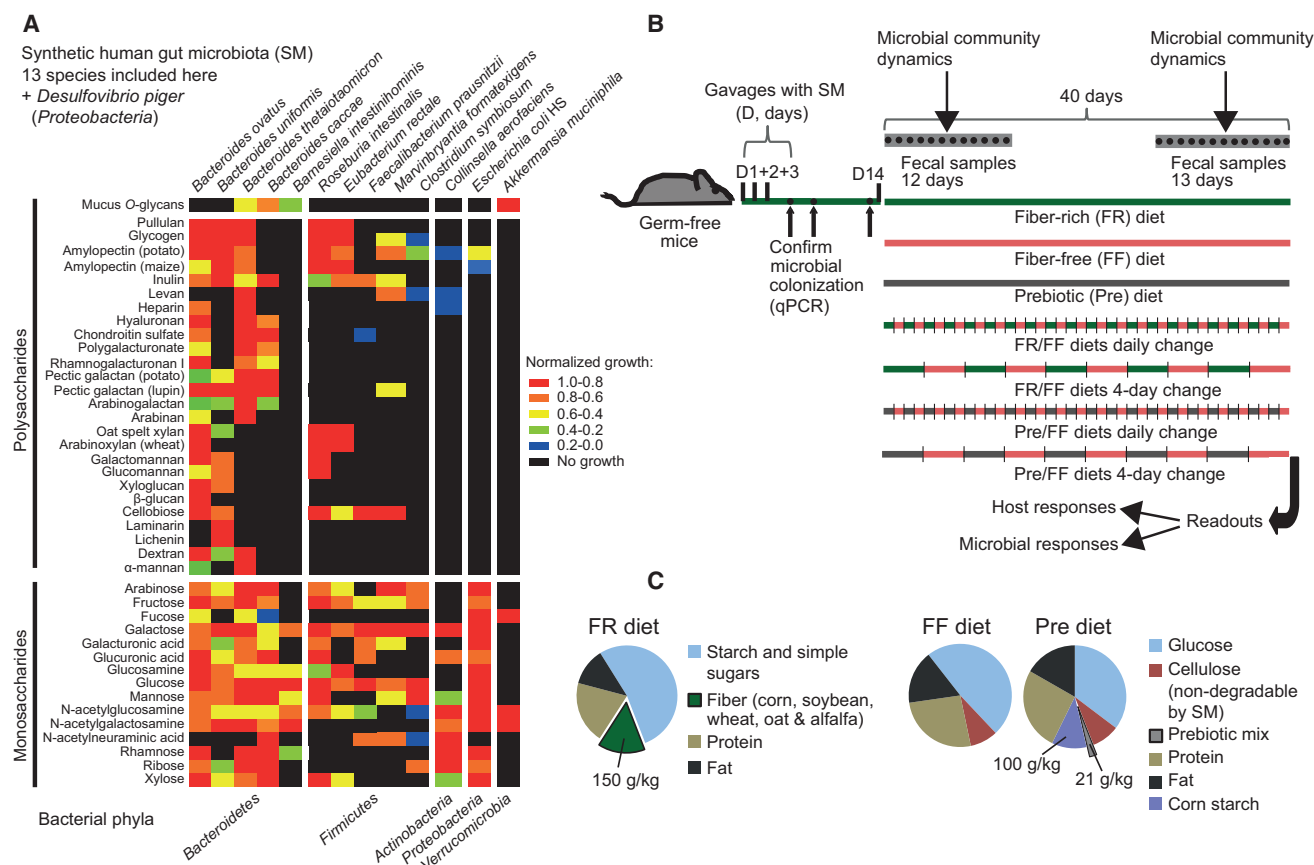 A
Synthetic human gut microbiota (SM)
13 species included here
+ Desulfovibrio piger
(Proteobacteria)
Bacteroides ovatus
Bacteroides uniformis
Bacteroides thetaiotaomicron
Bacteroides caccae
Barnesiella intestinihominis
Roseburia intestinalis
Eubacterium rectale
Faecalibacterium prausnitzii
Marvinbryantia formatexigens
Clostridium symbiosum
Collinsella aerofaciens
Escherichia coli HS
Akkermansia muciniphila
Mucus O-glycans
Polysaccharides
Pullulan
Glycogen
Amylopectin (potato)
Amylopectin (maize)
Inulin
Levan
Heparin
Hyaluronan
Chondroitin sulfate
Polygalacturonate
Rhamnogalacturonan I
Pectic galactan (potato)
Pectic galactan (lupin)
Arabinogalactan
Arabinan
Oat spelt xylan
Arabinoxylan (wheat)
Galactomannan
Glucomannan
Xyloglucan
β-glucan
Cellobiose
Laminarin
Lichenin
Dextran
α-mannan
Monosaccharides
Arabinose
Fructose
Fucose
Galactose
Galacturonic acid
Glucuronic acid
Glucosamine
Glucose
Mannose
N-acetylglucosamine
N-acetylgalactosamine
N-acetylneuraminic acid
Rhamnose
Ribose
Xylose
Bacterial phyla
Bacteroidetes
Firmicutes
Actinobacteria
Proteobacteria
Verrucomicrobia
Normalized growth:
1.0-0.8
0.8-0.6
0.6-0.4
0.4-0.2
0.2-0.0
No growth
B
Microbial community
dynamics
Microbial community
dynamics
Gavages with SM
(D, days)
40 days
D1+2+3
D14
Fecal samples
12 days
Fecal samples
13 days
Germ-free
mice
Confirm
microbial
colonization
(qPCR)
Fiber-rich (FR) diet
Fiber-free (FF) diet
Prebiotic (Pre) diet
FR/FF diets daily change
FR/FF diets 4-day change
Pre/FF diets daily change
Pre/FF diets 4-day change
Host responses
Readouts
Microbial responses
C
FR diet
Starch and simple
sugars
Fiber (corn, soybean,
wheat, oat & alfalfa)
Protein
Fat
150 g/kg
FF diet
Pre diet
100 g/kg
21 g/kg
Glucose
Cellulose
(non-degradable
by SM)
Prebiotic mix
Protein
Fat
Corn starch